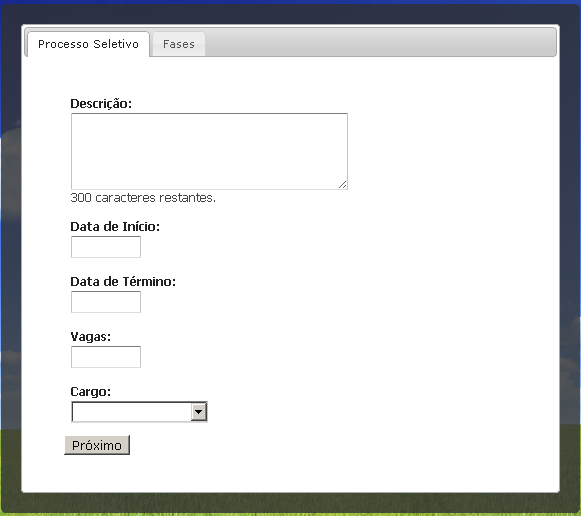 Processo Seletivo Fases
Descrição:
300 caracteres restantes.
Data de Início:
Data de Término:
Vagas:
Cargo:
Próximo